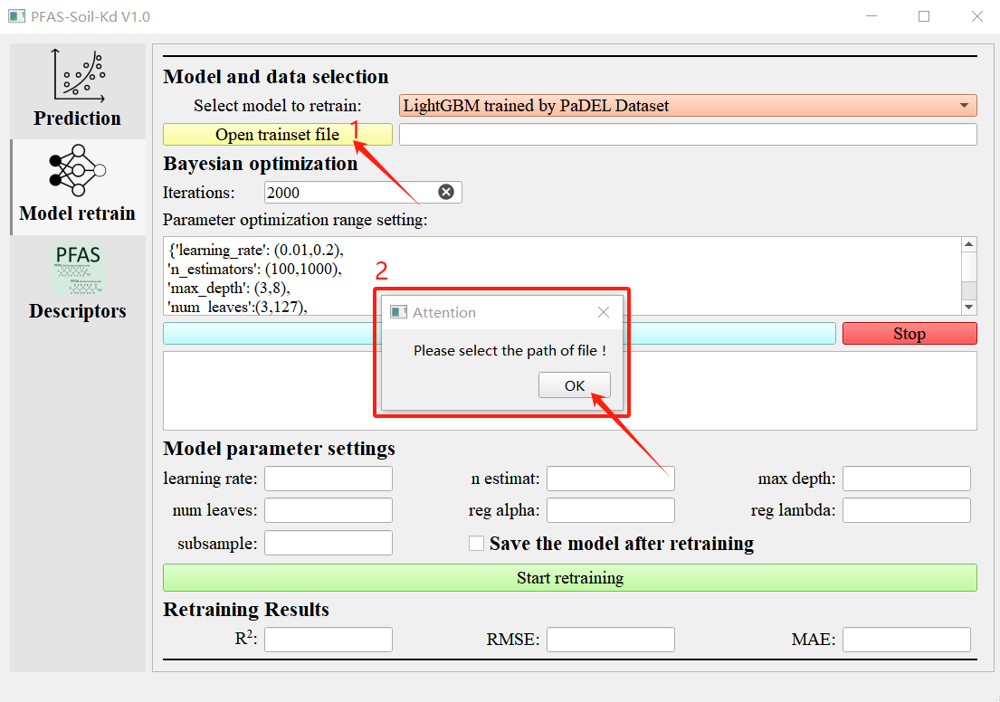 PFAS-Soil-Kd V1.0
Prediction
Model retrain
PFAS
Descriptors
Model and data selection
Select model to retrain: LightGBM trained by PaDEL Dataset
Open trainset file 1
Bayesian optimization
Iterations: 2000
Parameter optimization range setting:
{'learning_rate': (0.01,0.2),
'n_estimators': (100,1000),
'max_depth': (3,8),
'num_leaves':(3,127),
2
Attention
Please select the path of file !
OK
Stop
Model parameter settings
learning rate: n estimat: max depth:
num leaves: reg alpha: reg lambda:
subsample: Save the model after retraining
Start retraining
Retraining Results
R²: RMSE: MAE: